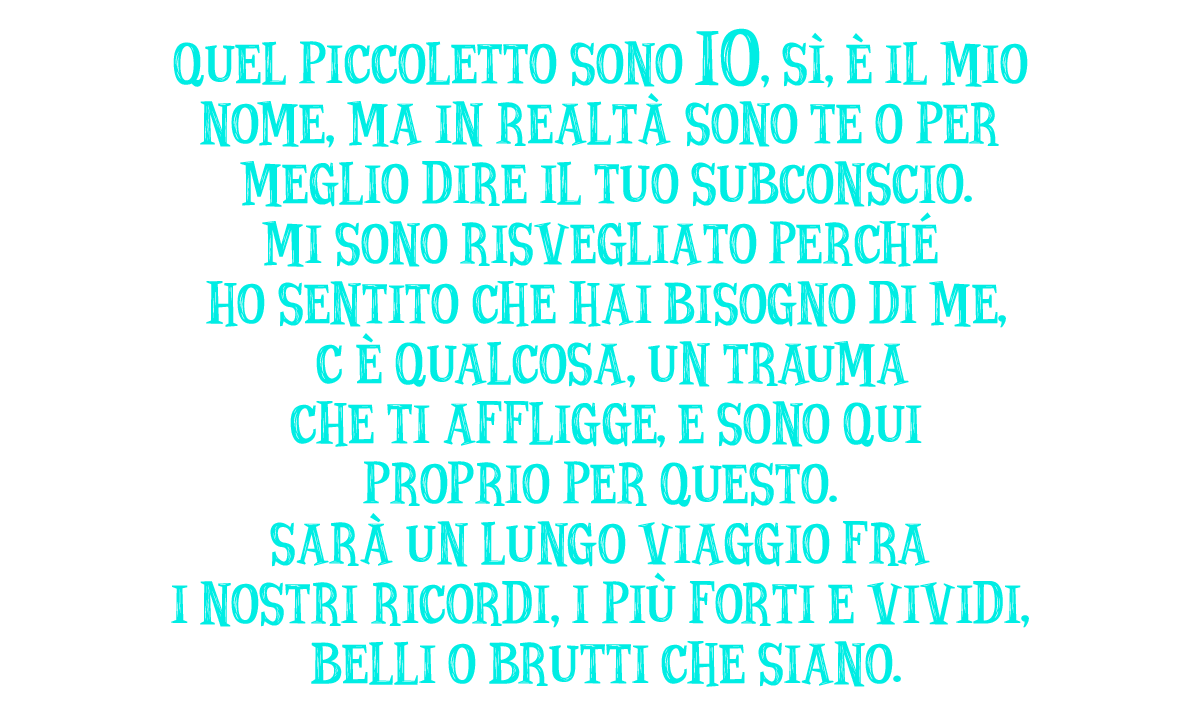 QUEL PICCOLETTO SONO IO, SÌ, È IL MIO
NOME, MA IN REALTÀ SONO TE O PER
MEGLIO DIRE IL TUO SUBCONSCIO.
MI SONO RISVEGLIATO PERCHÉ
HO SENTITO CHE HAI BISOGNO DI ME,
C È QUALCOSA, UN TRAUMA
CHE TI AFFLIGGE, E SONO QUI
PROPRIO PER QUESTO.
SARÀ UN LUNGO VIAGGIO FRA
I NOSTRI RICORDI, I PIÙ FORTI E VIVIDI,
BELLI O BRUTTI CHE SIANO.